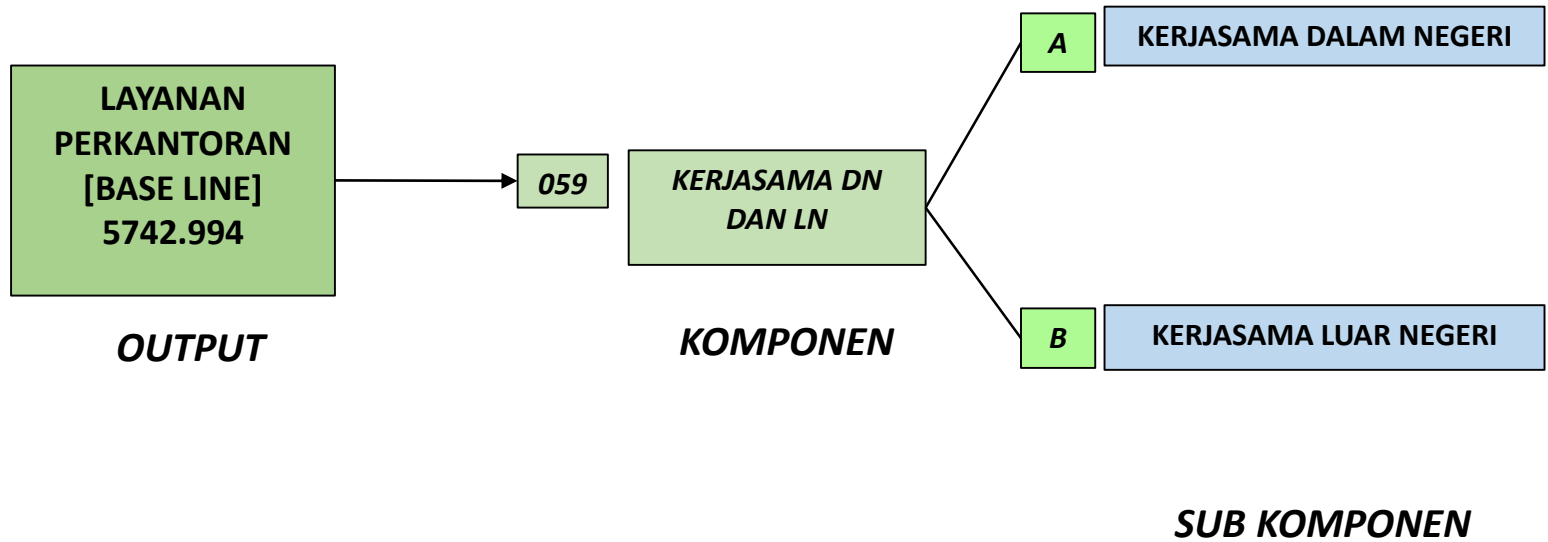 LAYANAN
PERKANTORAN
[BASE LINE]
5742.994
OUTPUT
059
KERJASAMA DN
DAN LN
KOMPONEN
A
KERJASAMA DALAM NEGERI
B
KERJASAMA LUAR NEGERI
SUB KOMPONEN